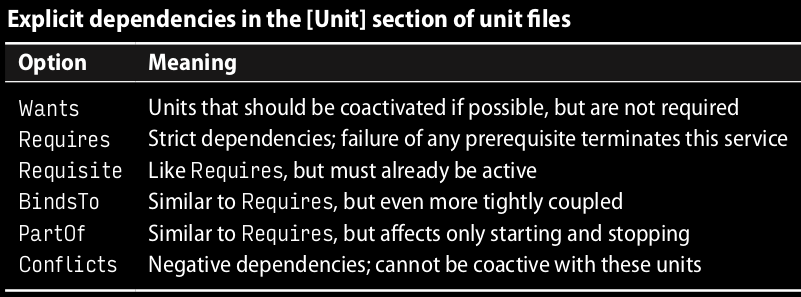 Explicit dependencies in the [Unit] section of unit files
Option Meaning
Wants Units that should be coactivated if possible, but are not required
Requires Strict dependencies; failure of any prerequisite terminates this service
Requisite Like Requires, but must already be active
BindsTo Similar to Requires, but even more tightly coupled
PartOf Similar to Requires, but affects only starting and stopping
Conflicts Negative dependencies; cannot be coactive with these units